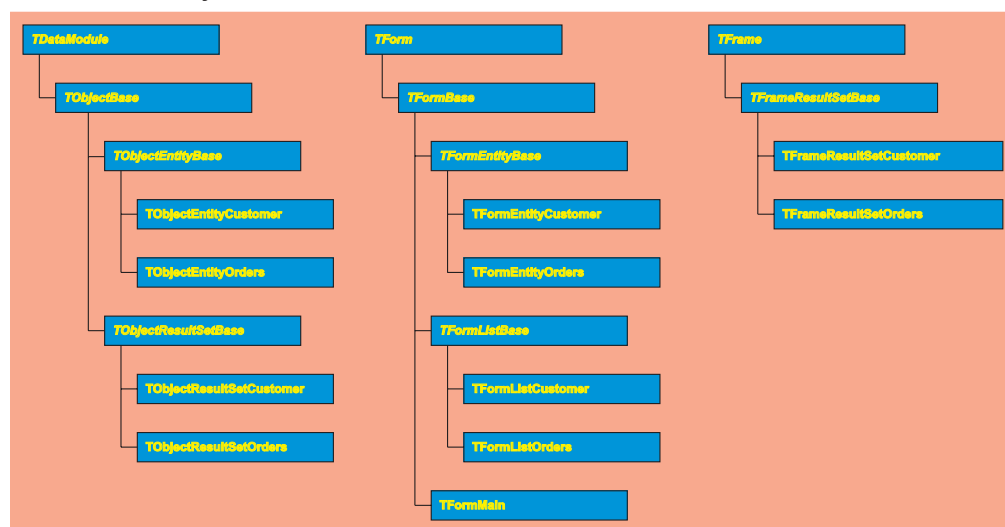 TDataModule
TObjectBase
TObjectEntityBase
TObjectEntityCustomer
TObjectEntityOrders
TObjectResultSetBase
TObjectResultSetCustomer
TObjectResultSetOrders
TForm
TFormBase
TFormEntityBase
TFormEntityCustomer
TFormEntityOrders
TFormListBase
TFormListCustomer
TFormListOrders
TFormMain
TFrame
TFrameResultSetBase
TFrameResultSetCustomer
TFrameResultSetOrders